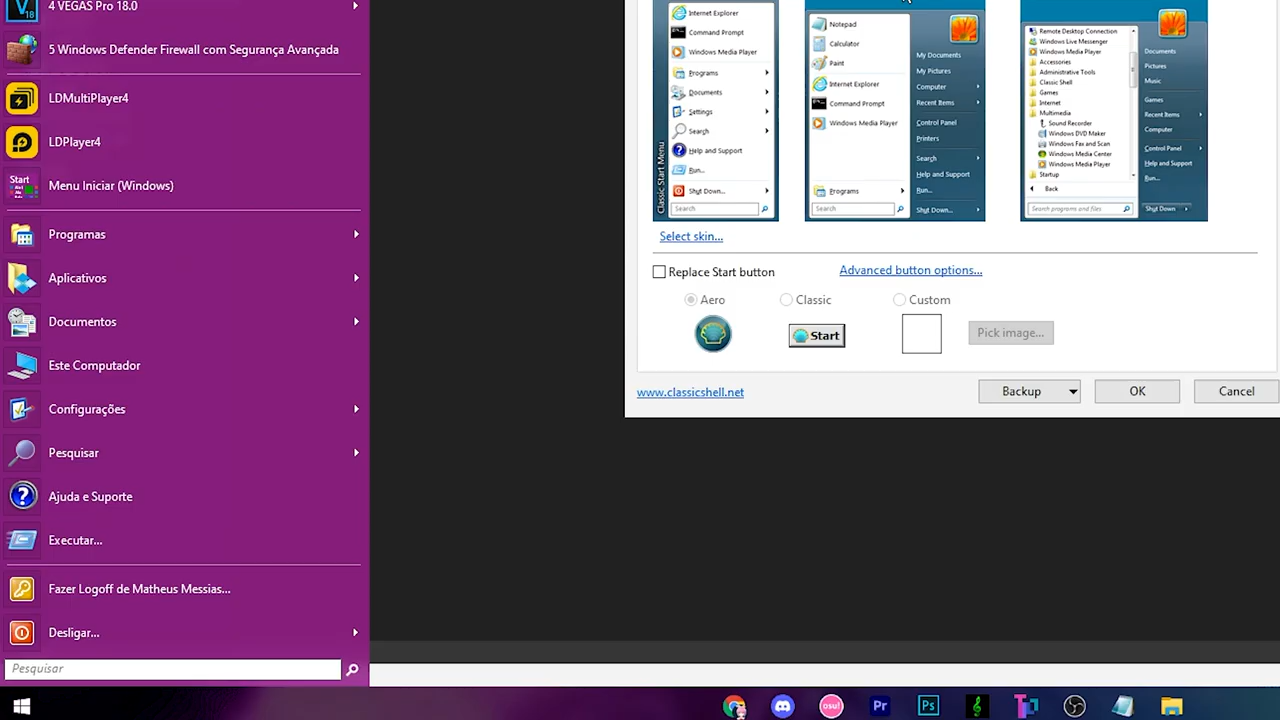 4 VEGAS Pro 18.0
5 Windows Defender Firewall com Segurança Avançada
LDMultiPlayer4
LDPlayer4
Start
Menu Iniciar (Windows)
Programas
Aplicativos
Documentos
Este Computador
Configurações
Pesquisar
Ajuda e Suporte
Executar...
Fazer Logoff de Matheus Messias...
Desligar...
Pesquisar
Internet Explorer
Command Prompt
Windows Media Player
Programs
Documents
Settings
Search
Help and Support
Run...
Shut Down...
Search
Classic Start Menu
Notepad
Calculator
Paint
Internet Explorer
Command Prompt
Windows Media Player
Programs
Search
My Documents
My Pictures
Computer
Recent Items
Control Panel
Printers
Search
Help and Support
Run...
Shut Down...
Remote Desktop Connection
Windows Live Messenger
Windows Media Player
Accessories
Administrative Tools
Classic Shell
Games
Internet
Multimedia
Sound Recorder
Windows DVD Maker
Windows Fax and Scan
Windows Media Center
Windows Media Player
Startup
Back
Search programs and files
Documents
Pictures
Music
Games
Recent Items
Computer
Control Panel
Help and Support
Run...
Shut Down
Select skin...
Replace Start button
Advanced button options...
Aero
Classic
Custom
Start
Pick image...
www.classicshell.net
Backup
OK
Cancel
osu!
Pr
Ps